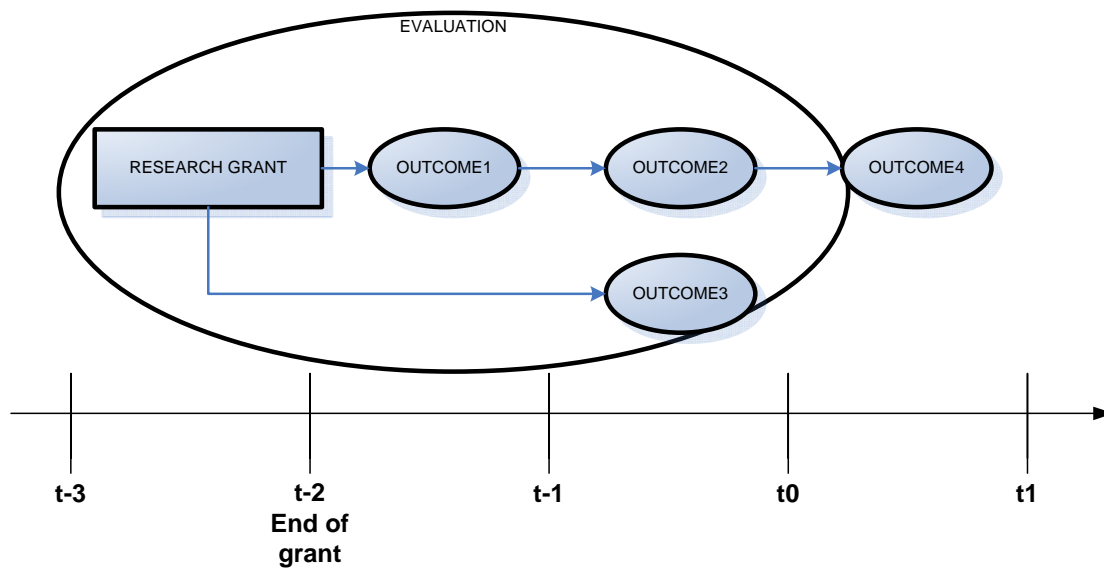 EVALUATION
RESEARCH GRANT
OUTCOME1
OUTCOME2
OUTCOME4
OUTCOME3
t-3
t-2
t-1
t0
t1
End of
grant